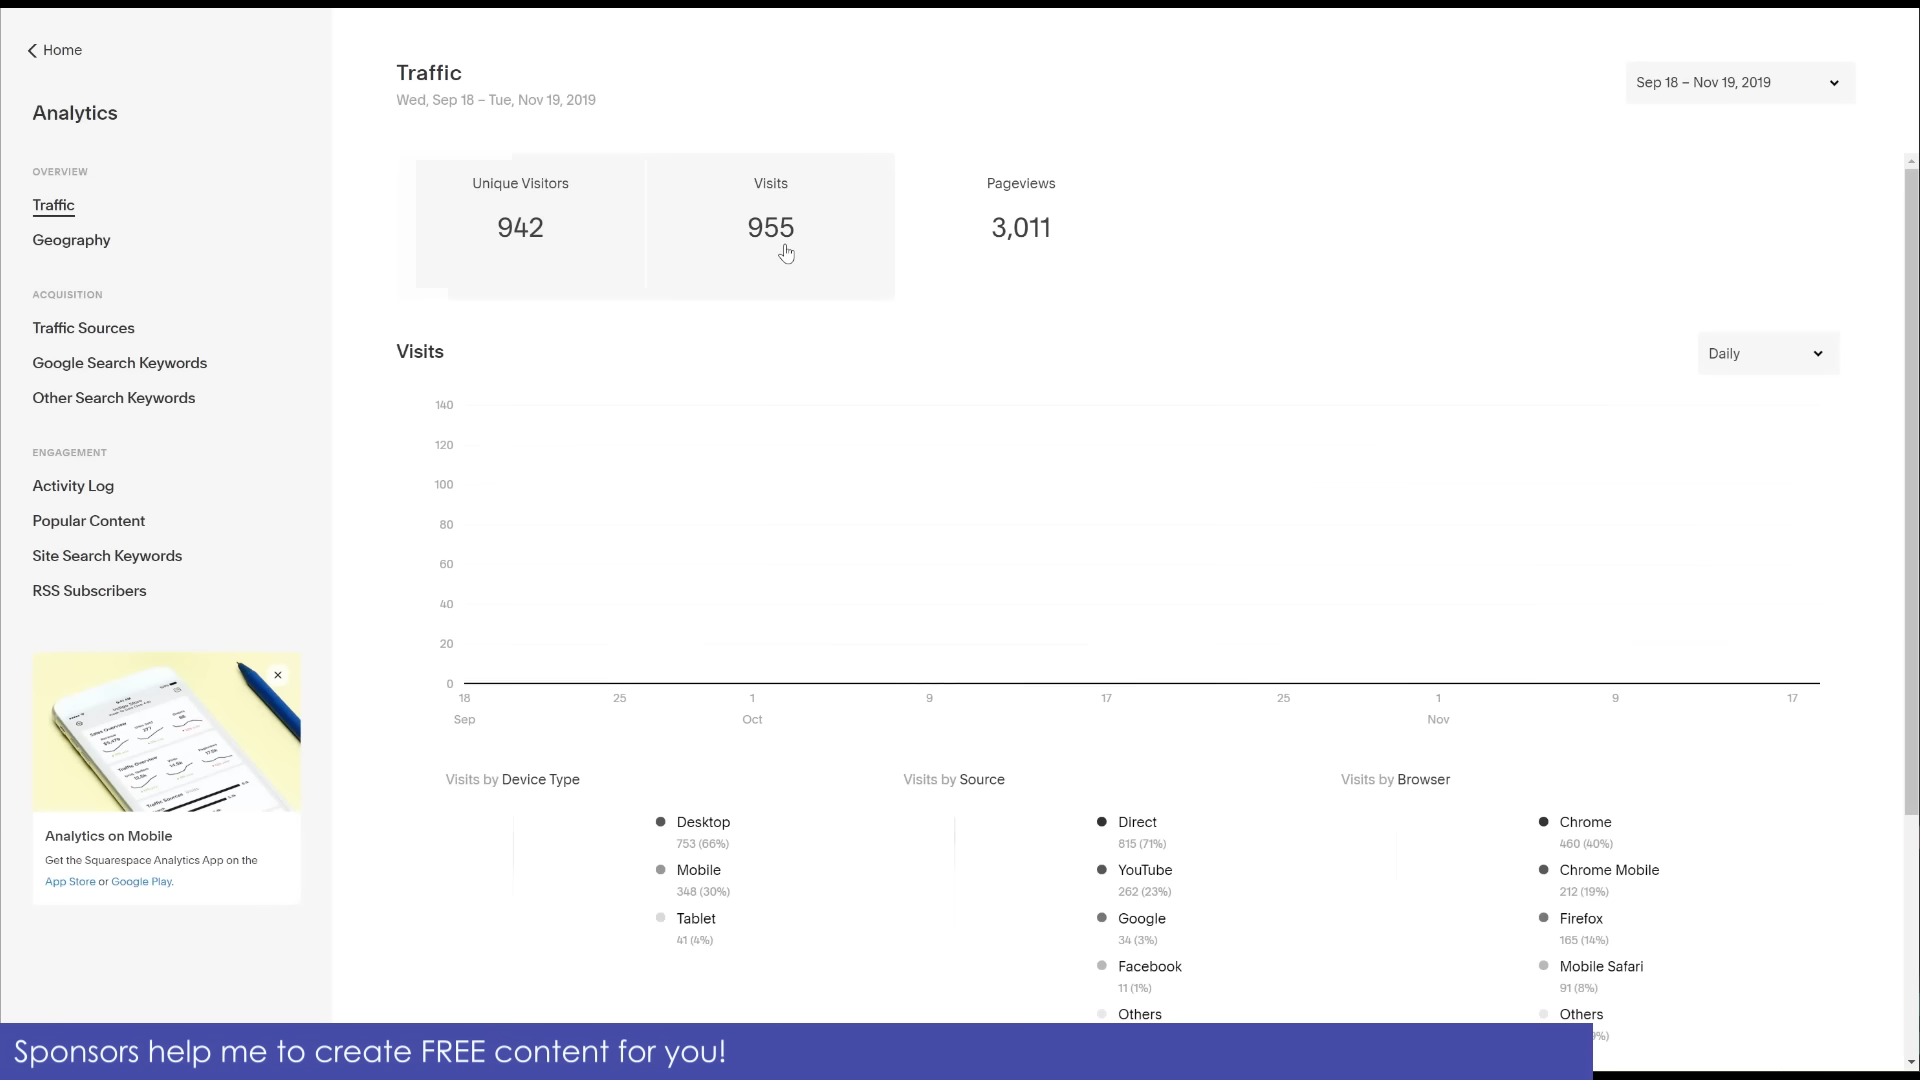 Home
Analytics
OVERVIEW
Traffic
Geography
ACQUISITION
Traffic Sources
Google Search Keywords
Other Search Keywords
ENGAGEMENT
Activity Log
Popular Content
Site Search Keywords
RSS Subscribers
Analytics on Mobile
Get the Squarespace Analytics App on the
App Store or Google Play.
Traffic
Wed, Sep 18 – Tue, Nov 19, 2019
Sep 18 – Nov 19, 2019
Unique Visitors
942
Visits
955
Pageviews
3,011
Visits
Daily
140
120
100
80
60
40
20
0
18 25 1 9 17 25 1 9 17
Sep Oct Nov
Visits by Device Type
Desktop
753 (66%)
Mobile
348 (30%)
Tablet
41 (4%)
Visits by Source
Direct
815 (71%)
YouTube
262 (23%)
Google
34 (3%)
Facebook
11 (1%)
Others
Visits by Browser
Chrome
460 (40%)
Chrome Mobile
212 (19%)
Firefox
165 (14%)
Mobile Safari
91 (8%)
Others
Sponsors help me to create FREE content for you!